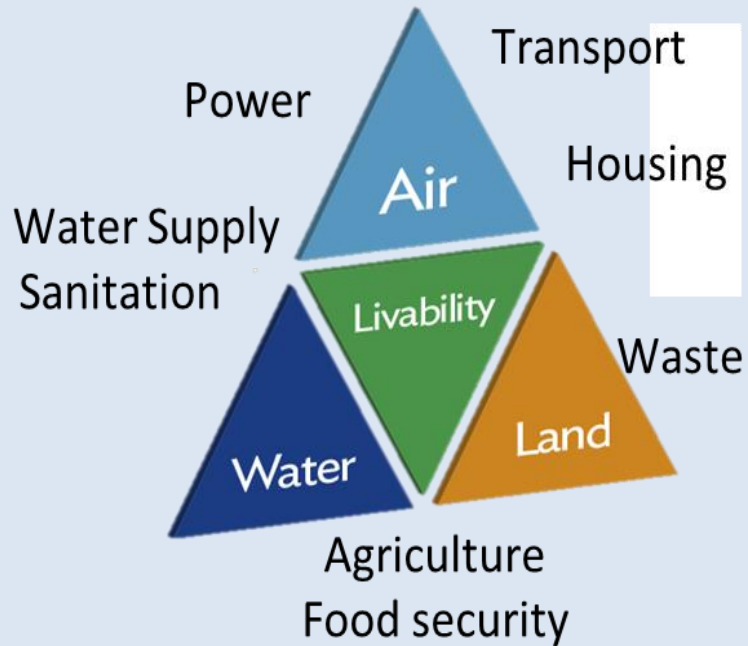 Transport
Power
Housing
Air
Water Supply
Sanitation
Livability
Waste
Land
Water
Agriculture
Food security